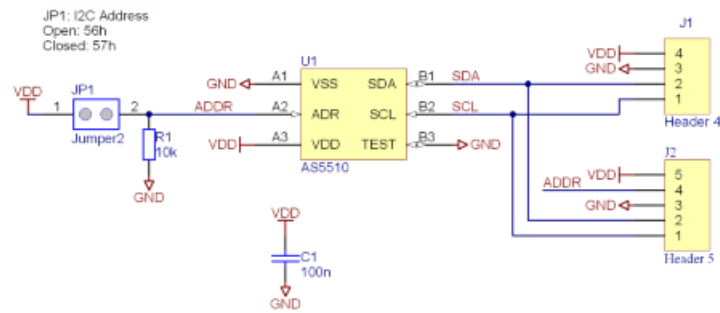 JP1: I2C Address
Open: 56h
Closed: 57h
VDD
JP1
1
2
Jumper2
R1
10k
GND
ADDR
U1
GND
A1
VSS
SDA
B1
SDA
A2
ADR
SCL
B2
SCL
VDD
A3
VDD
TEST
B3
GND
AS5510
VDD
C1
100n
GND
J1
VDD
4
GND
3
2
1
Header 4
J2
VDD
5
ADDR
4
GND
3
2
1
Header 5